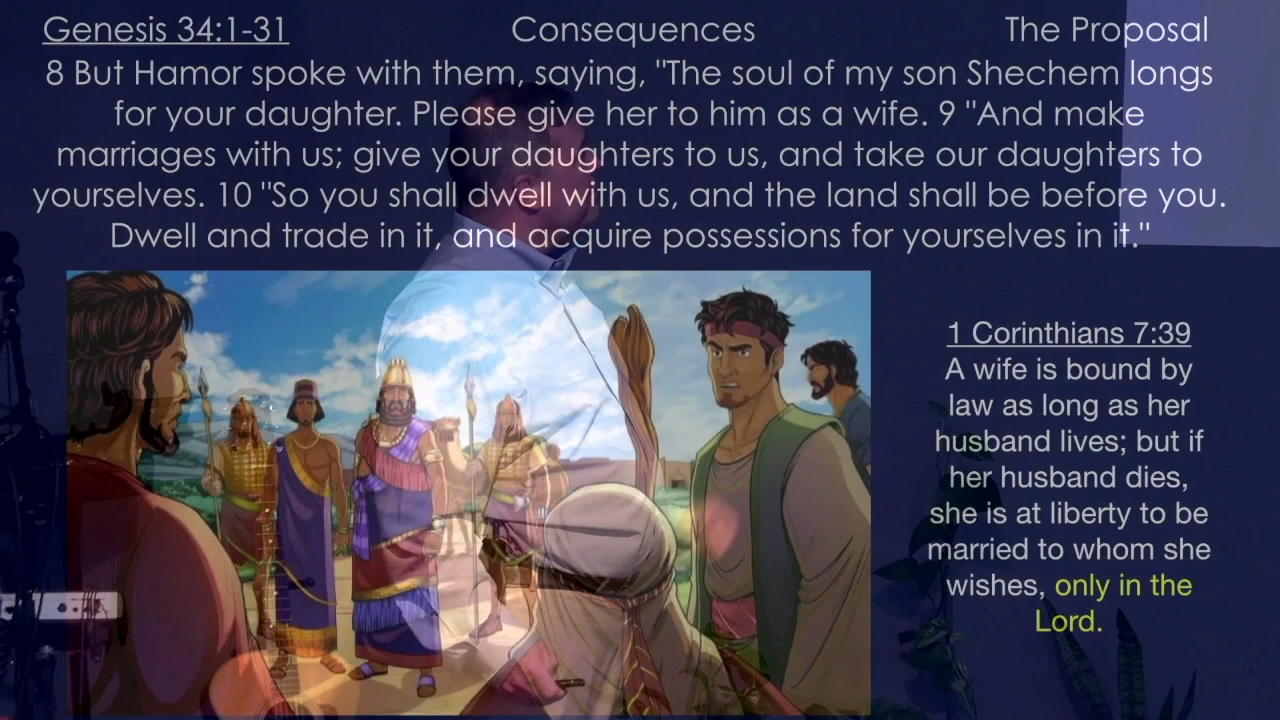 Genesis 34:1-31 Consequences The Proposal
8 But Hamor spoke with them, saying, "The soul of my son Shechem longs
for your daughter. Please give her to him as a wife. 9 "And make
marriages with us; give your daughters to us, and take our daughters to
yourselves. 10 "So you shall dwell with us, and the land shall be before you.
Dwell and trade in it, and acquire possessions for yourselves in it."
1 Corinthians 7:39
A wife is bound by
law as long as her
husband lives; but if
her husband dies,
she is at liberty to be
married to whom she
wishes, only in the
Lord.